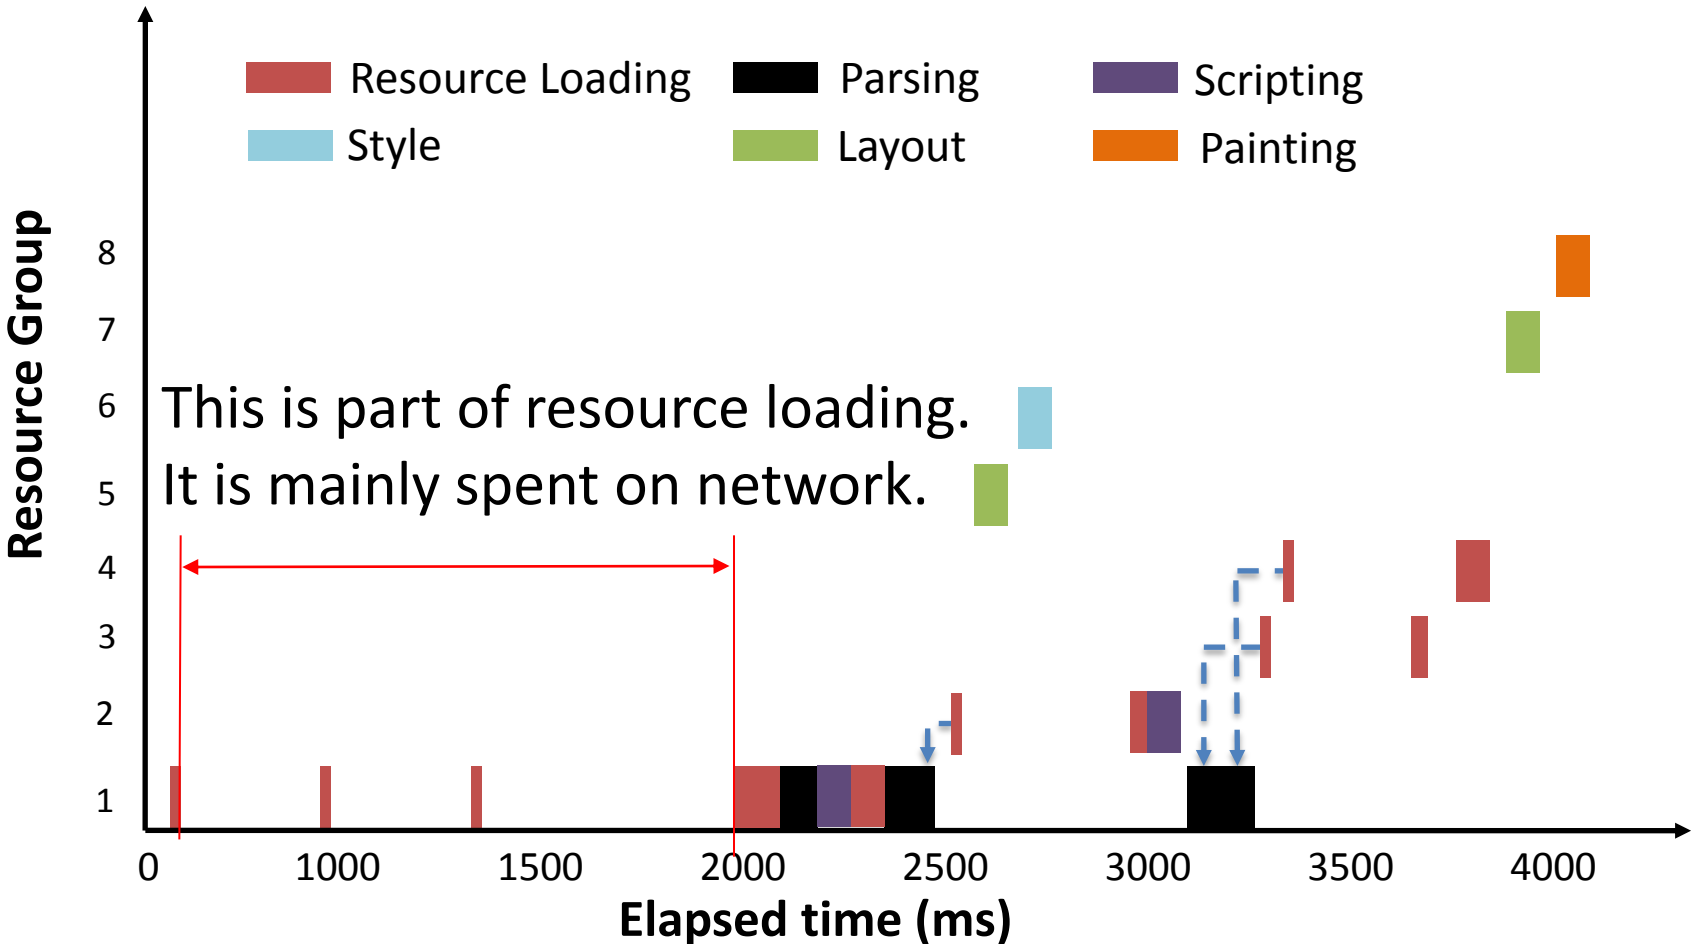 Resource Loading
Parsing
Scripting
Style
Layout
Painting
Resource Group
8
7
6
5
4
3
2
1
This is part of resource loading.
It is mainly spent on network.
0 1000 1500 2000 2500 3000 3500 4000
Elapsed time (ms)